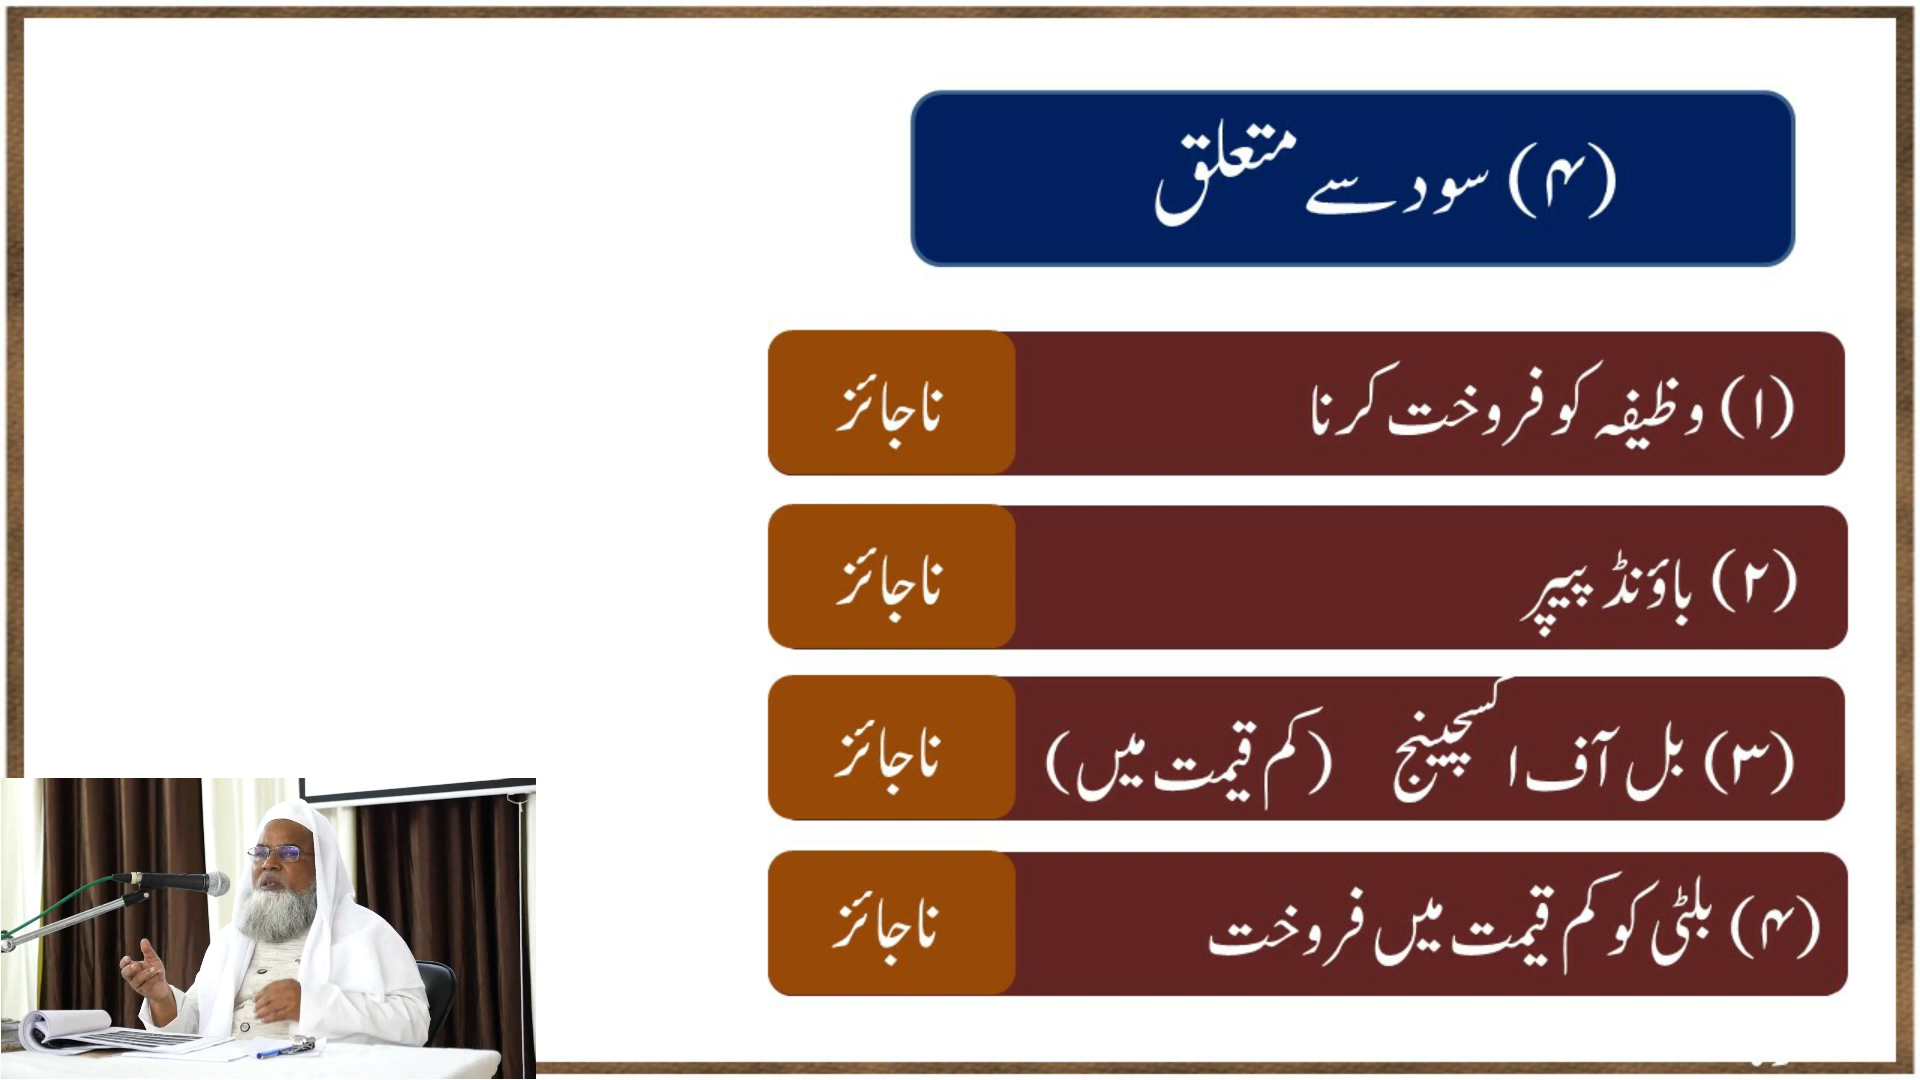 (۴) سود سے متعلق
(۱) وظیفہ کو فروخت کرنا ناجائز
(۲) باؤنڈ پیپر ناجائز
(۳) بل آف اکسچینج (کم قیمت میں) ناجائز
(۴) بلٹی کو کم قیمت میں فروخت ناجائز